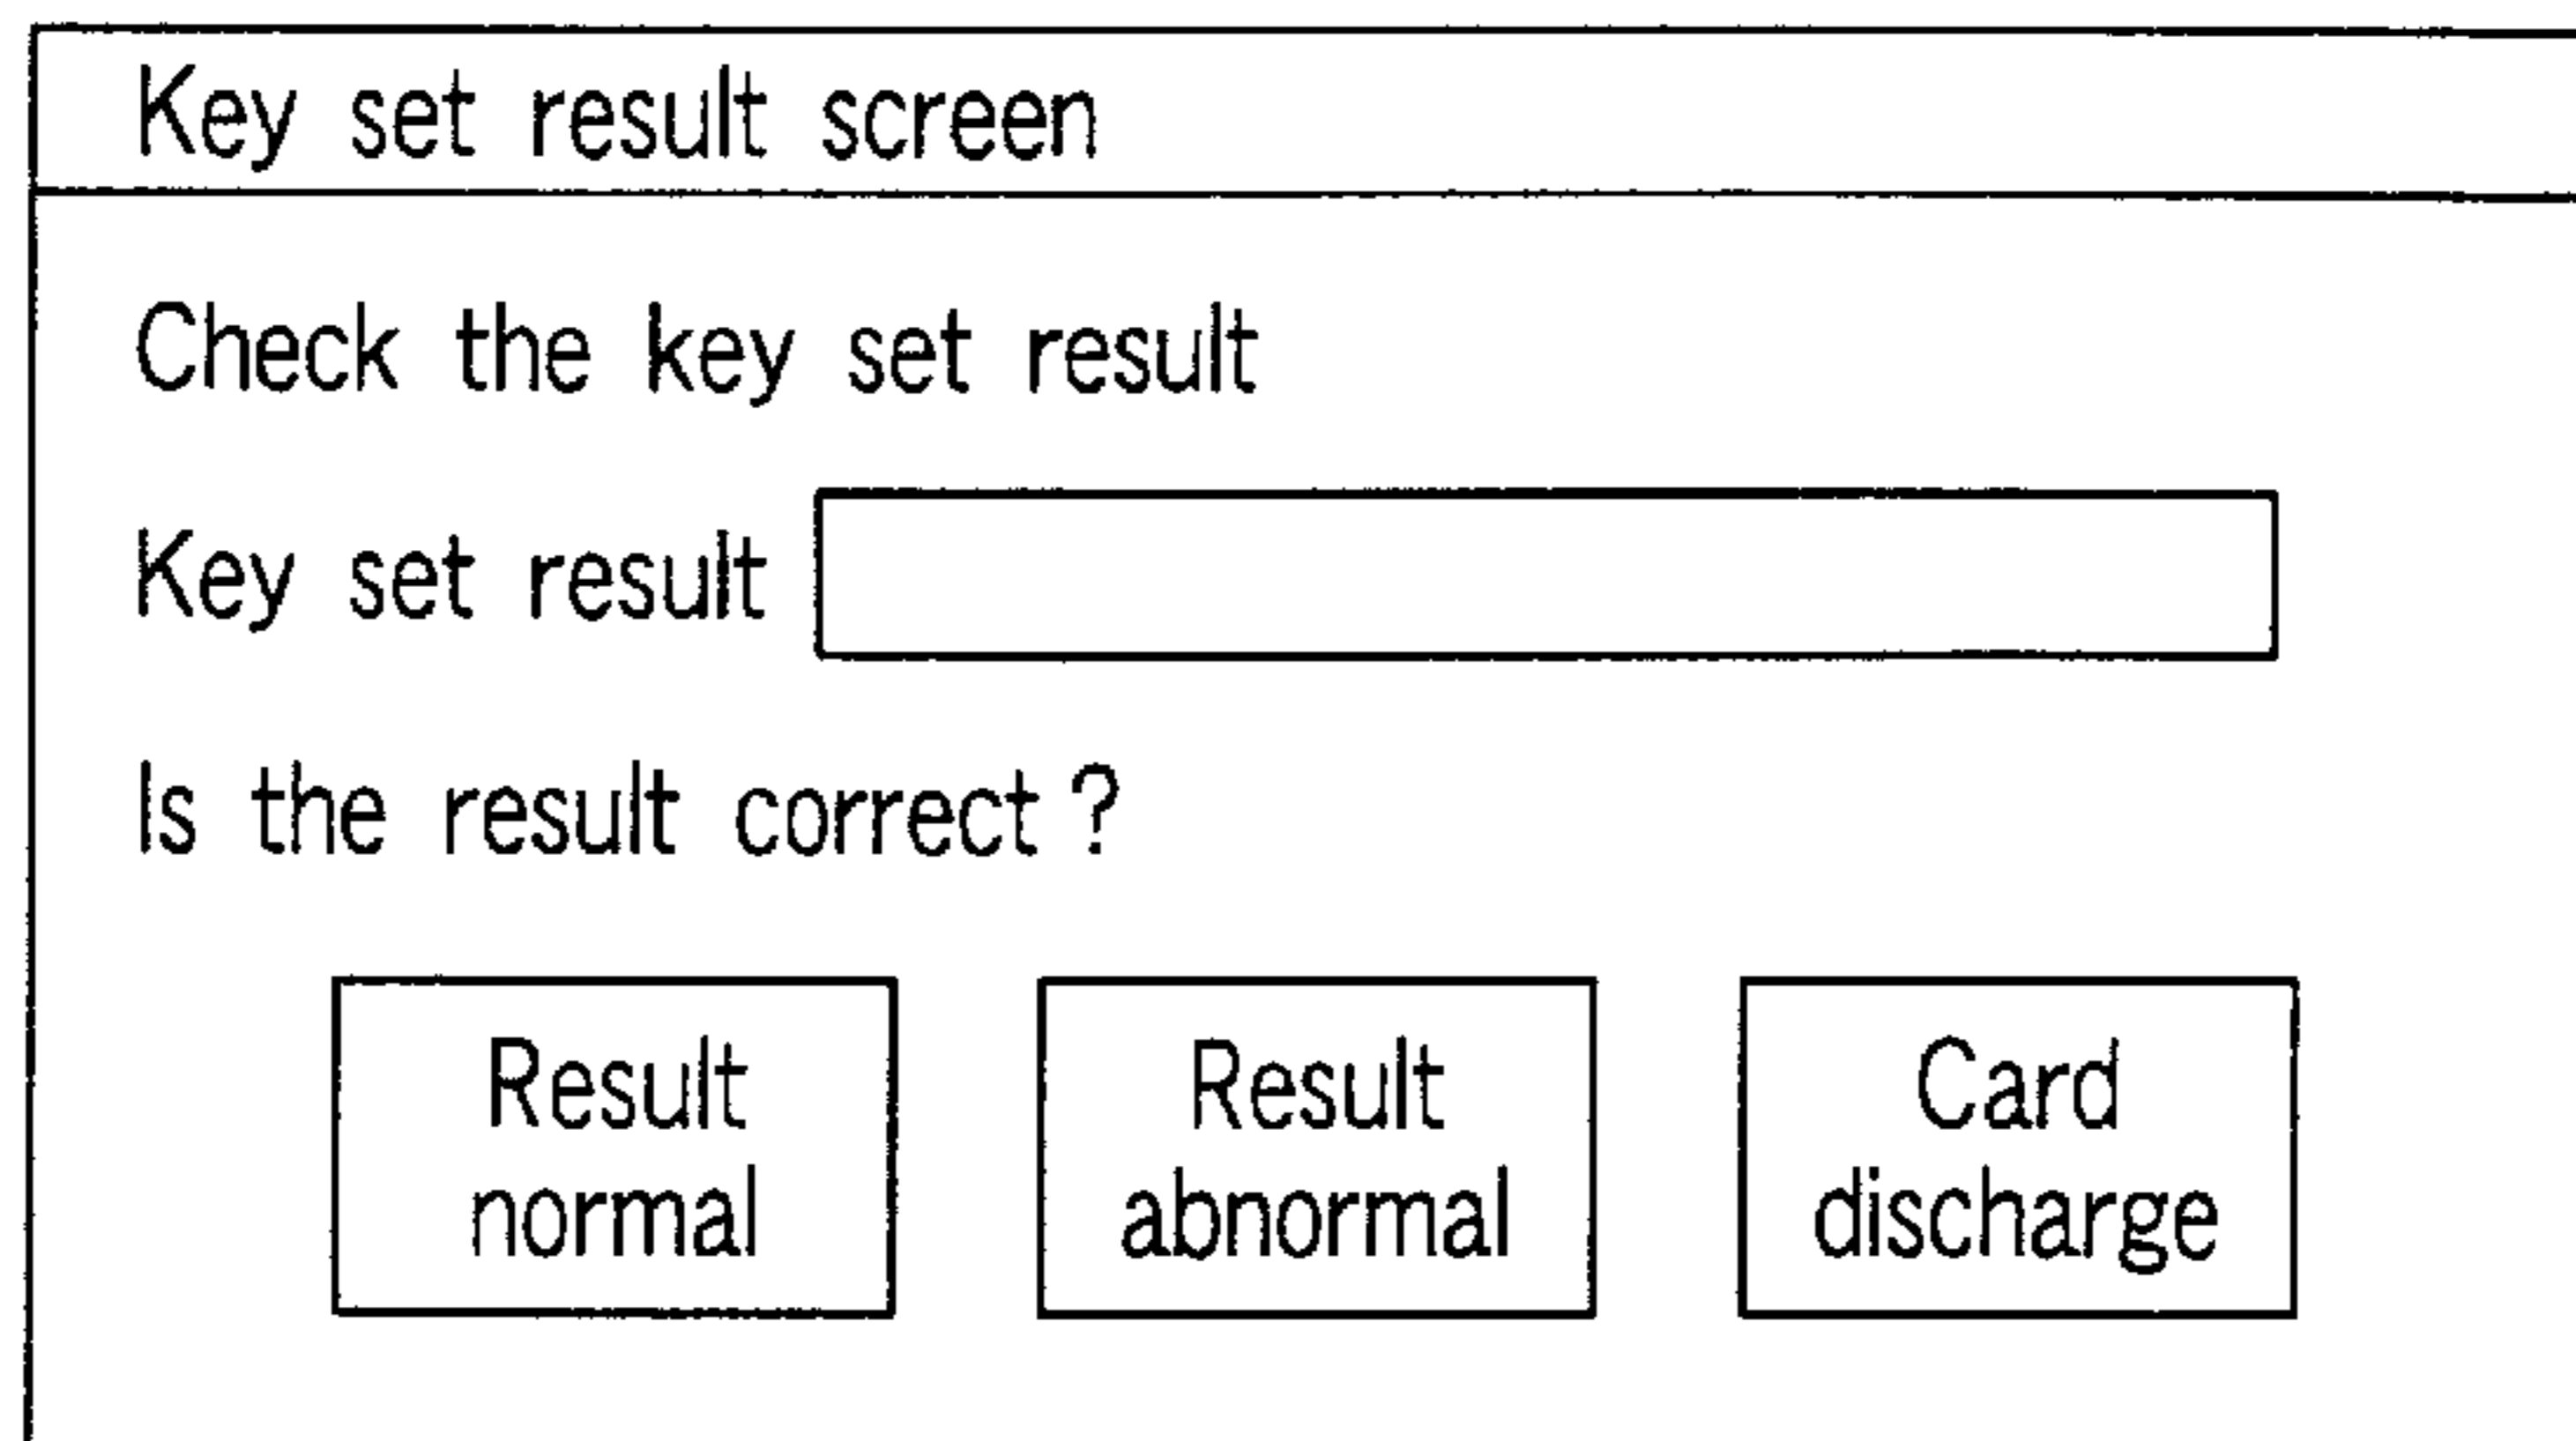 Key set result screen
Check the key set result
Key set result
Is the result correct ?
Result
normal
Result
abnormal
Card
discharge